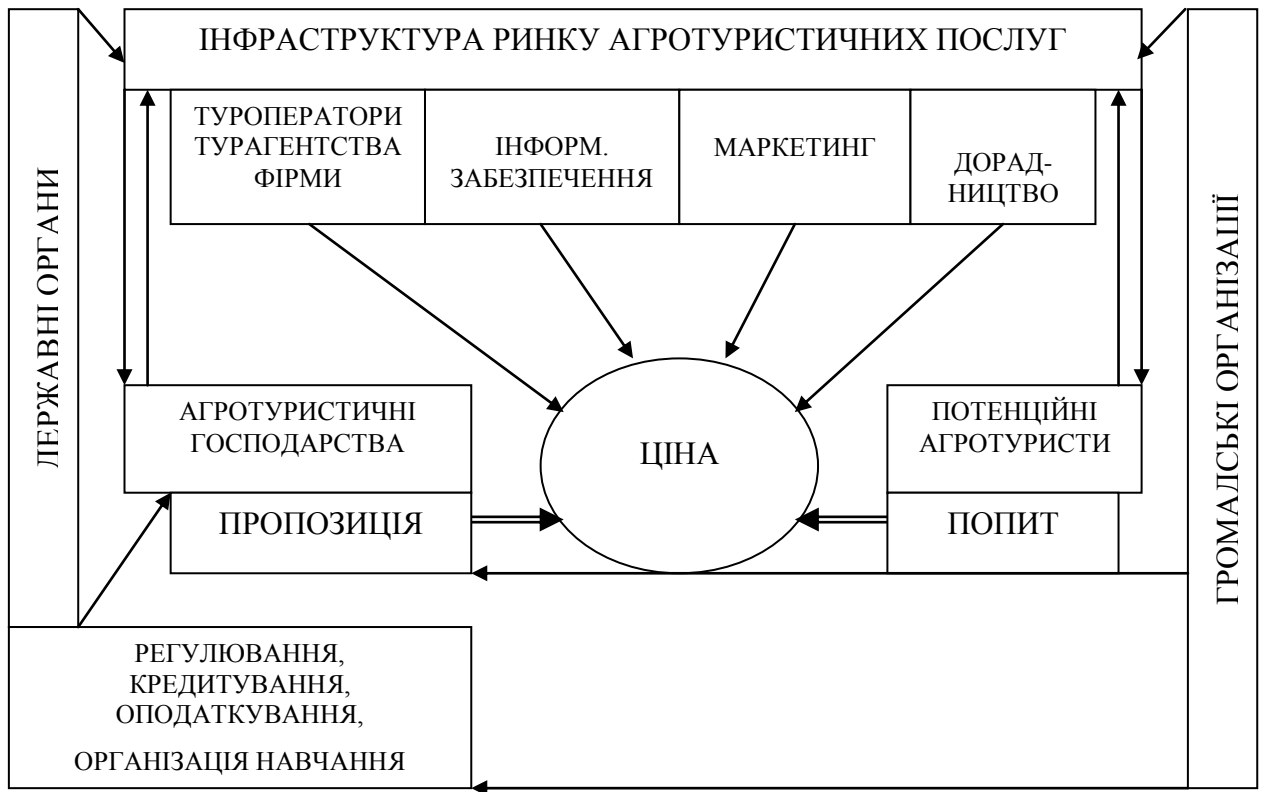 ІНФРАСТРУКТУРА РИНКУ АГРОТУРИСТИЧНИХ ПОСЛУГ
ТУРОПЕРАТОРИ
ТУРАГЕНТСТВА
ФІРМИ
ІНФОРМ.
ЗАБЕЗПЕЧЕННЯ
МАРКЕТИНГ
ДОРАД-
НИЦТВО
ДЕРЖАВНІ ОРГАНИ
ГРОМАДСЬКІ ОРГАНІЗАЦІЇ
АГРОТУРИСТИЧНІ
ГОСПОДАРСТВА
ЦІНА
ПОТЕНЦІЙНІ
АГРОТУРИСТИ
ПРОПОЗИЦІЯ
ПОПИТ
РЕГУЛЮВАННЯ,
КРЕДИТУВАННЯ,
ОПОДАТКУВАННЯ,
ОРГАНІЗАЦІЯ НАВЧАННЯ